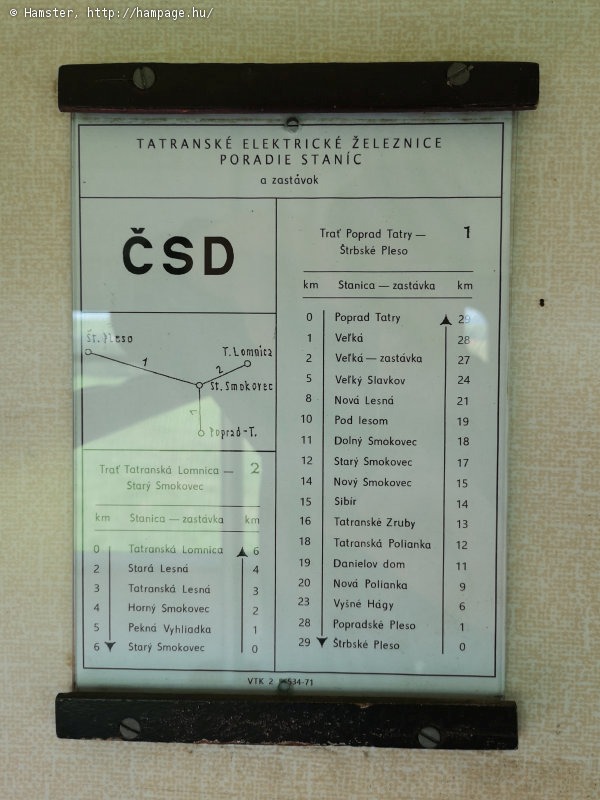 © Hamster, http://hampage.hu/
TATRANSKÉ ELEKTRICKÉ ŽELEZNICE
PORADIE STANÍC
a zastávok
ČSD
Št. Pleso
1
T. Lomnica
2
St. Smokovec
1
Poprad-T.
Trať Tatranská Lomnica — 2
Starý Smokovec
km Stanica — zastávka km
0 Tatranská Lomnica 6
2 Stará Lesná 4
3 Tatranská Lesná 3
4 Horný Smokovec 2
5 Pekná Vyhliadka 1
6 Starý Smokovec 0
Trať Poprad Tatry — 1
Štrbské Pleso
km Stanica — zastávka km
0 Poprad Tatry 29
1 Veľká 28
2 Veľká — zastávka 27
5 Veľký Slavkov 24
8 Nová Lesná 21
10 Pod lesom 19
11 Dolný Smokovec 18
12 Starý Smokovec 17
14 Nový Smokovec 15
15 Sibír 14
16 Tatranské Zruby 13
18 Tatranská Polianka 12
19 Danielov dom 11
20 Nová Polianka 9
23 Vyšné Hágy 6
28 Popradské Pleso 1
29 Štrbské Pleso 0
VTK 2